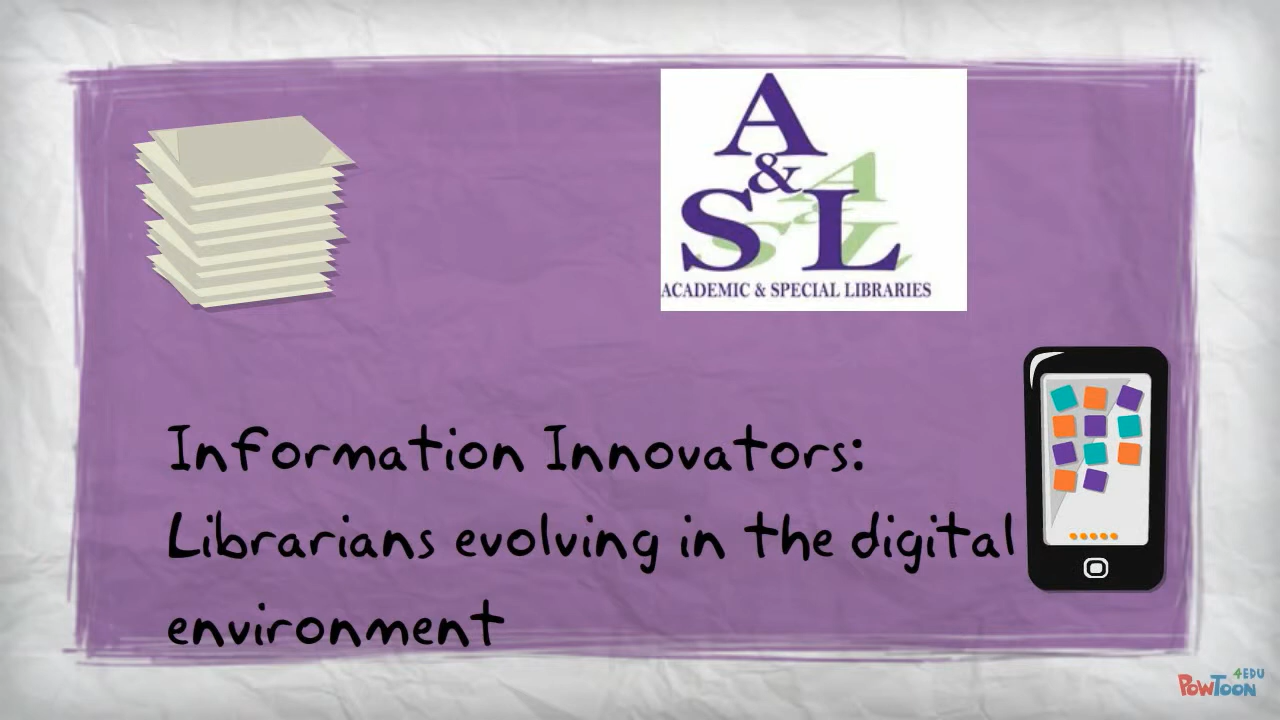 A
&
A
&
S L
S L
ACADEMIC & SPECIAL LIBRARIES
Information Innovators:
Librarians evolving in the digital
environment
4EDU
POWTOON